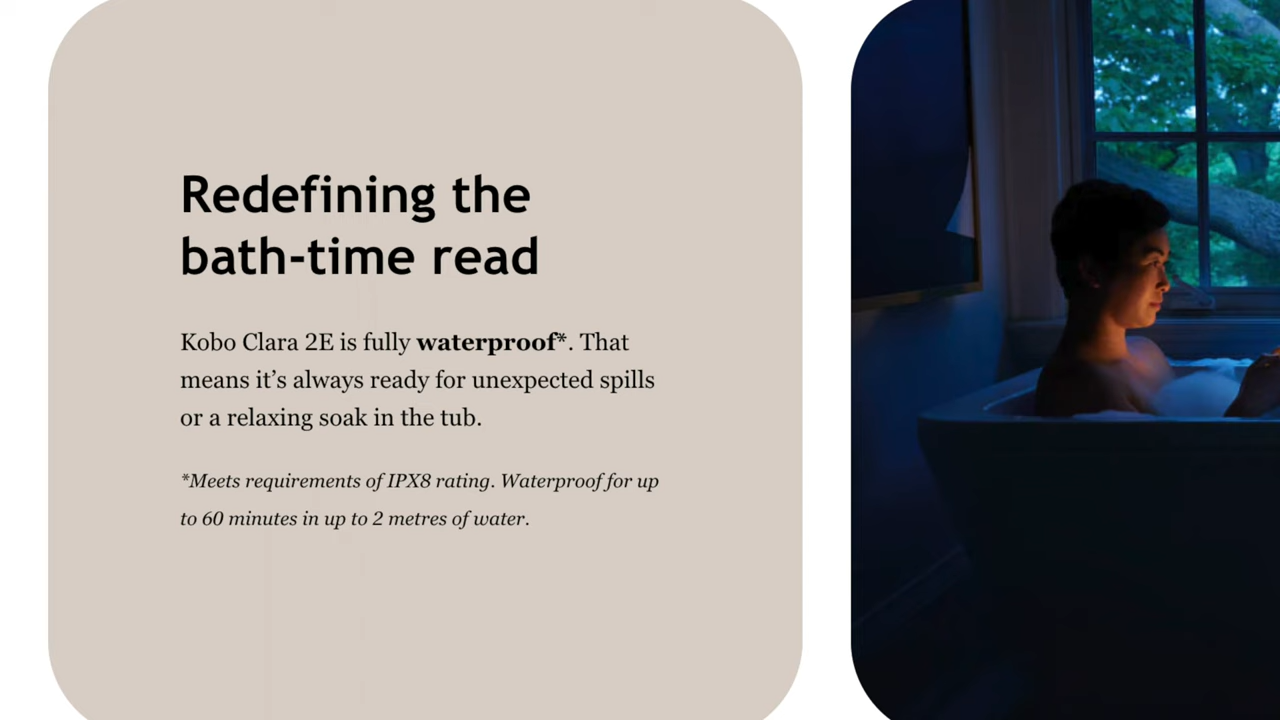 Redefining the
bath-time read
Kobo Clara 2E is fully waterproof*. That
means it’s always ready for unexpected spills
or a relaxing soak in the tub.
*Meets requirements of IPX8 rating. Waterproof for up
to 60 minutes in up to 2 metres of water.